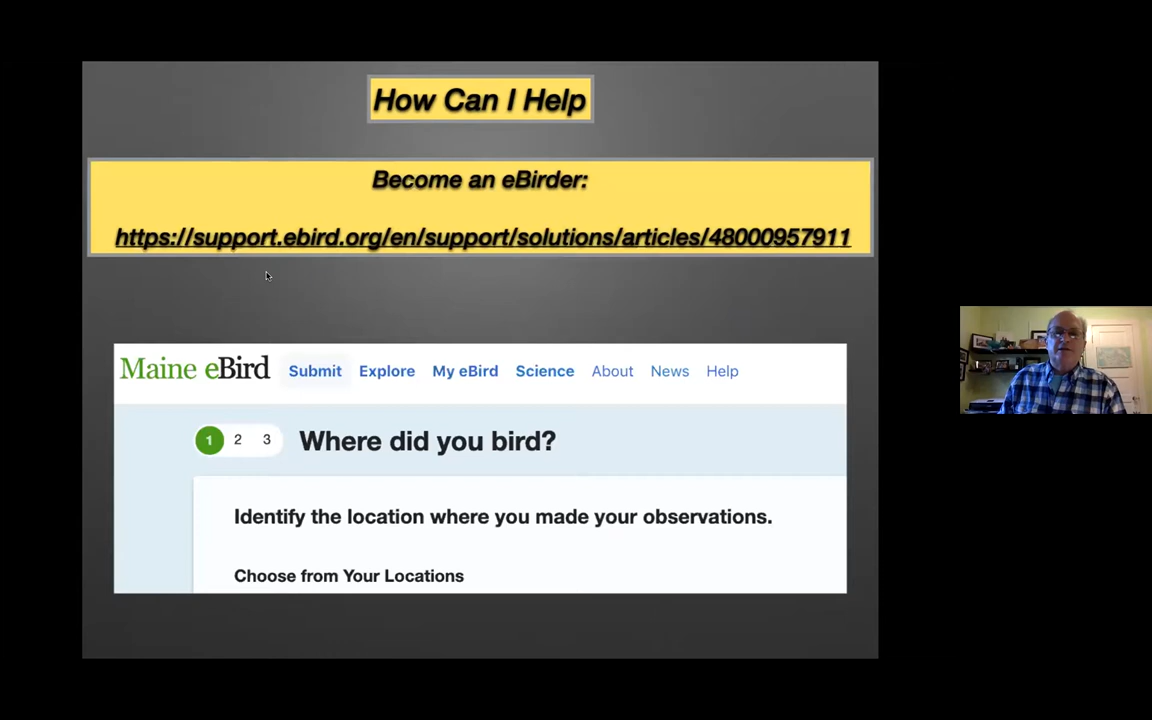 How Can I Help
Become an eBirder:
https://support.ebird.org/en/support/solutions/articles/48000957911
Maine eBird Submit Explore My eBird Science About News Help
1 2 3 Where did you bird?
Identify the location where you made your observations.
Choose from Your Locations